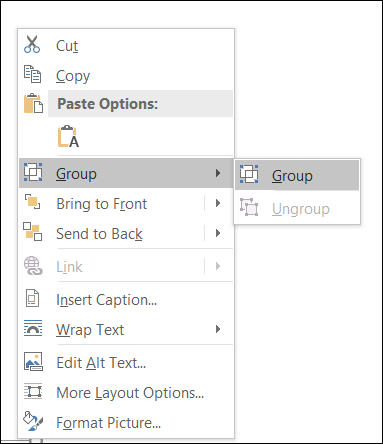 Cut
Copy
Paste Options:
A
Group
Group
Bring to Front
Ungroup
Send to Back
Link
Insert Caption...
Wrap Text
Edit Alt Text...
More Layout Options...
Format Picture...